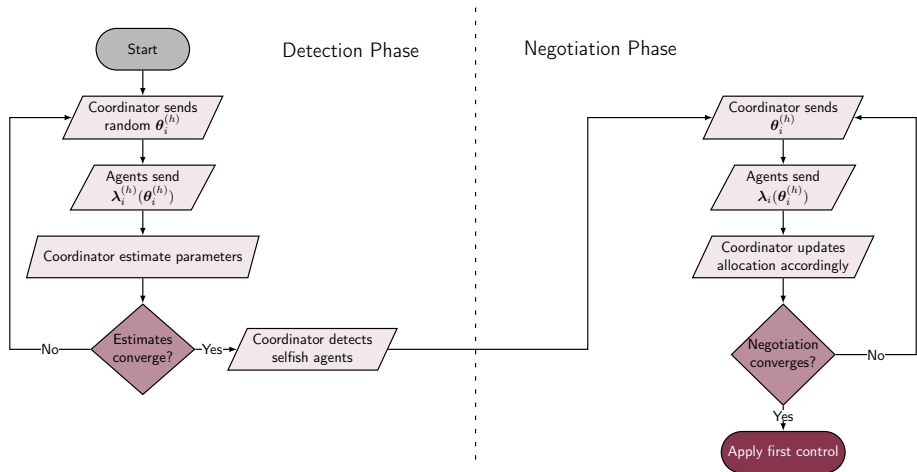 Start
Detection Phase
Negotiation Phase
Coordinator sends
random θ_i^(h)
Coordinator sends
θ_i^(h)
Agents send
λ_i^(h)(θ_i^(h))
Agents send
λ_i(θ_i^(h))
Coordinator estimate parameters
Coordinator updates
allocation accordingly
Estimates
converge?
No
Yes
Coordinator detects
selfish agents
Negotiation
converges?
No
Yes
Apply first control